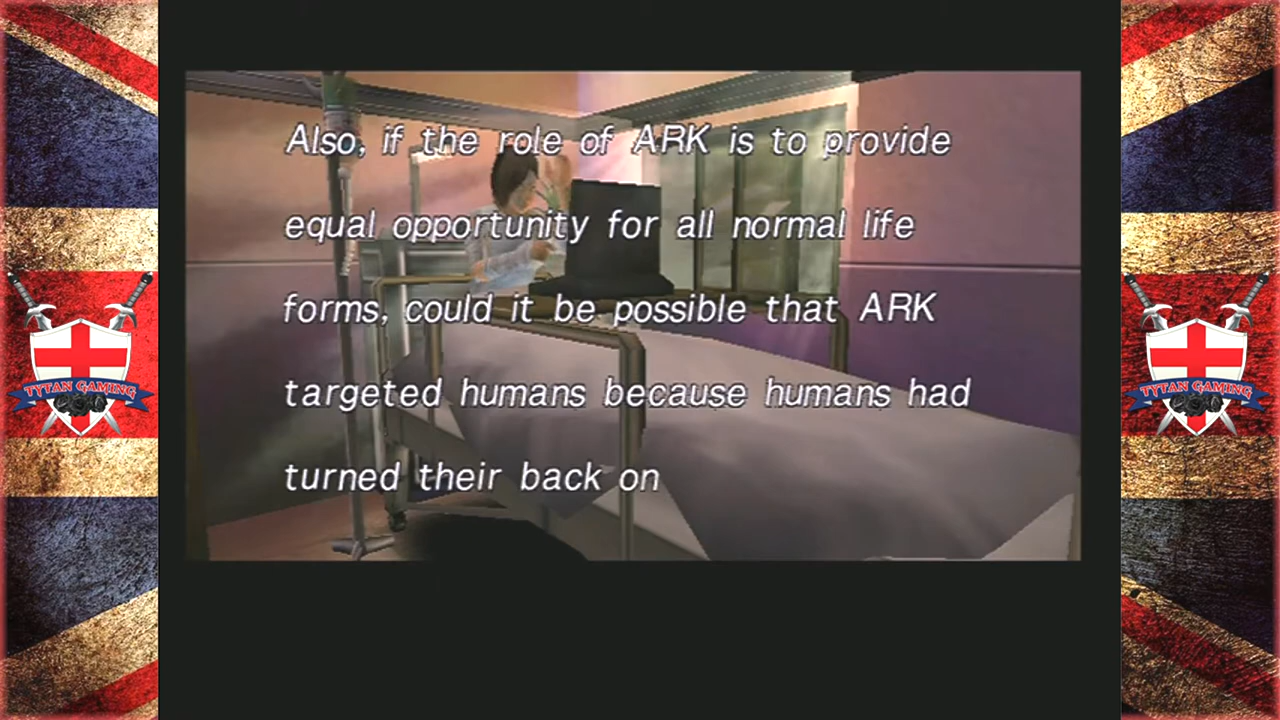 Also, if the role of ARK is to provide
equal opportunity for all normal life
forms, could it be possible that ARK
targeted humans because humans had
turned their back on
TYTAN GAMING
TYTAN GAMING